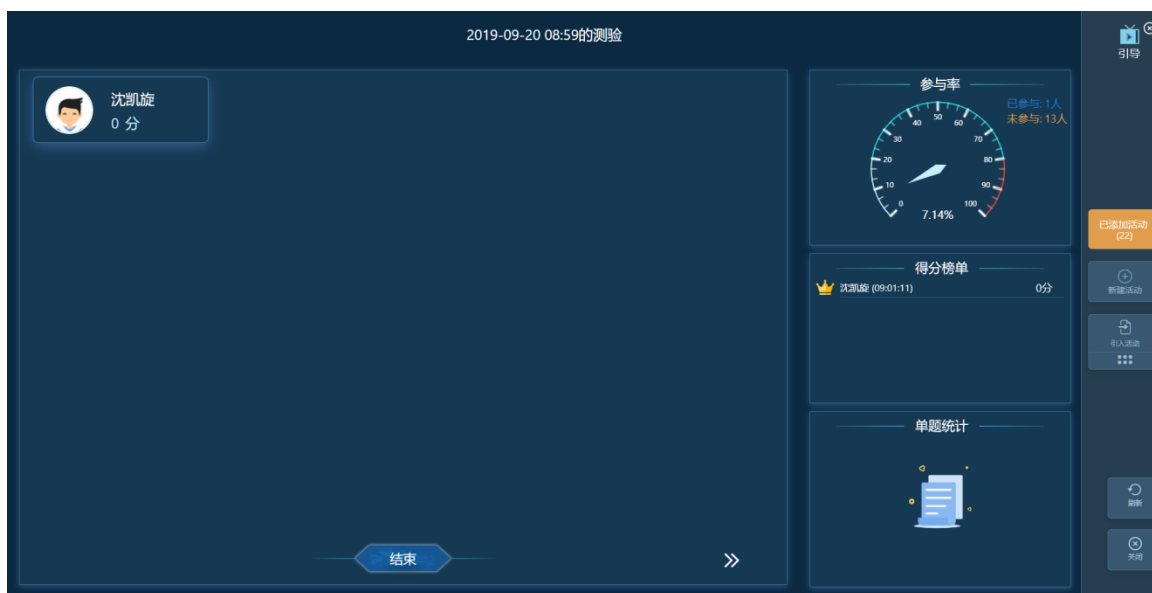 2019-09-20 08:59的测验
沈凯旋
0 分
结束
参与率
已参与: 1人
未参与: 13人
0
10
20
30
40
50
60
70
80
90
100
7.14%
得分榜单
沈凯旋 (09:01:11)
0分
单题统计
引导
已添加活动
(22)
新建活动
引入活动
刷新
关闭